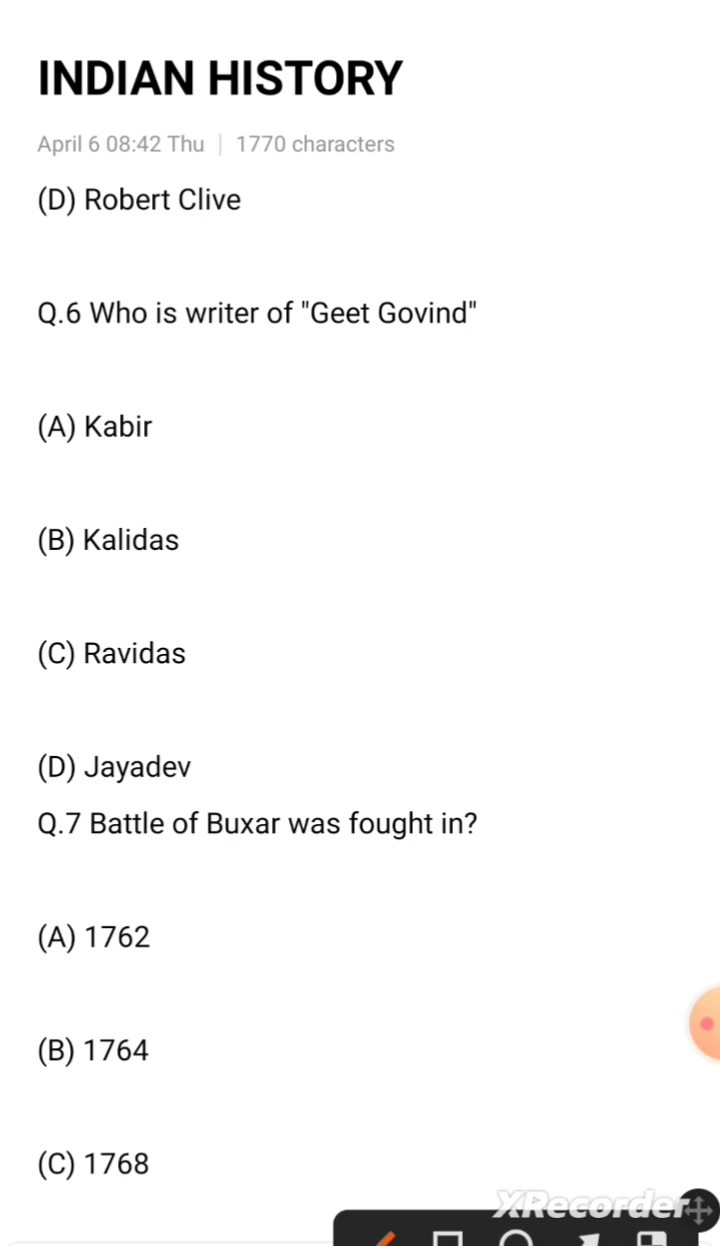 INDIAN HISTORY
April 6 08:42 Thu | 1770 characters
(D) Robert Clive
Q.6 Who is writer of "Geet Govind"
(A) Kabir
(B) Kalidas
(C) Ravidas
(D) Jayadev
Q.7 Battle of Buxar was fought in?
(A) 1762
(B) 1764
(C) 1768
XRecorder